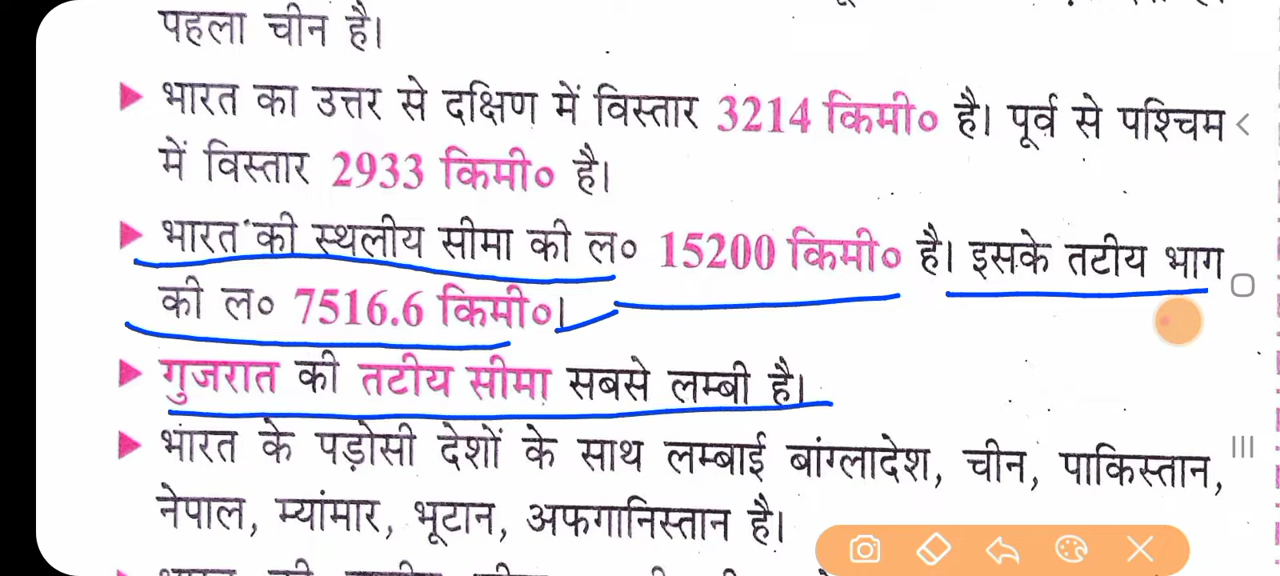 पहला चीन है।
▶ भारत का उत्तर से दक्षिण में विस्तार 3214 किमी० है। पूर्व से पश्चिम
में विस्तार 2933 किमी० है।
▶ भारत की स्थलीय सीमा की ल० 15200 किमी० है। इसके तटीय भाग
की ल० 7516.6 किमी०।
▶ गुजरात की तटीय सीमा सबसे लम्बी है।
▶ भारत के पड़ोसी देशों के साथ लम्बाई बांग्लादेश, चीन, पाकिस्तान,
नेपाल, म्यांमार, भूटान, अफगानिस्तान है।